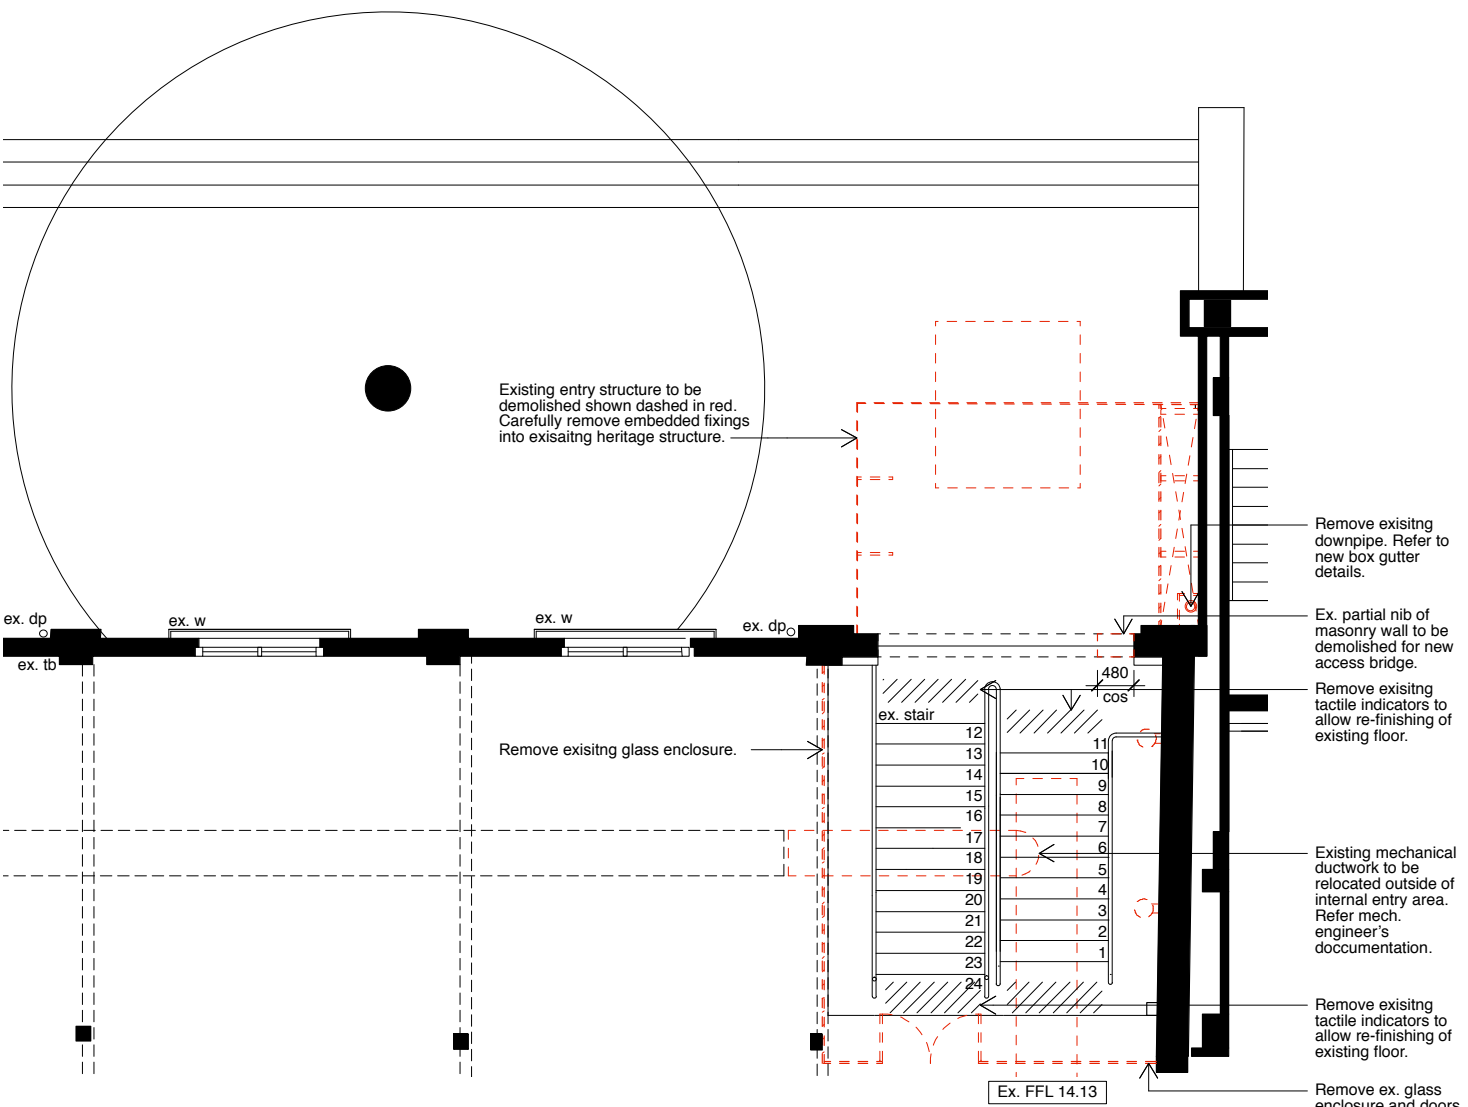 Existing entry structure to be
demolished shown dashed in red.
Carefully remove embedded fixings
into exisaitng heritage structure.
Remove exisitng
downpipe. Refer to
new box gutter
details.
ex. dp
ex. w
ex. w
ex. dp
ex. tb
Ex. partial nib of
masonry wall to be
demolished for new
access bridge.
480
cos
Remove exisitng
tactile indicators to
allow re-finishing of
existing floor.
ex. stair
Remove exisitng glass enclosure.
12
13
14
15
16
17
18
19
20
21
22
23
24
11
10
9
8
7
6
5
4
3
2
1
Existing mechanical
ductwork to be
relocated outside of
internal entry area.
Refer mech.
engineer's
doccumentation.
Remove exisitng
tactile indicators to
allow re-finishing of
existing floor.
Ex. FFL 14.13
Remove ex. glass
enclosure and doors